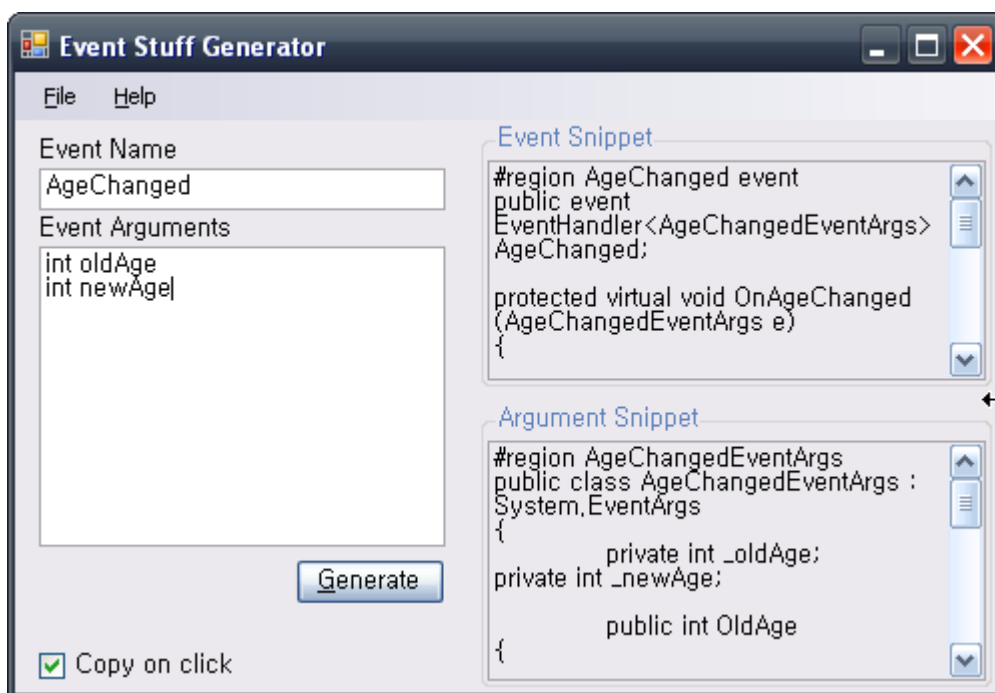 Event Stuff Generator
File Help
Event Name
AgeChanged
Event Arguments
int oldAge
int newAge
Generate
Copy on click
Event Snippet
#region AgeChanged event
public event
EventHandler<AgeChangedEventArgs>
AgeChanged;
protected virtual void OnAgeChanged
(AgeChangedEventArgs e)
{
Argument Snippet
#region AgeChangedEventArgs
public class AgeChangedEventArgs :
System.EventArgs
{
private int _oldAge;
private int _newAge;
public int OldAge
{